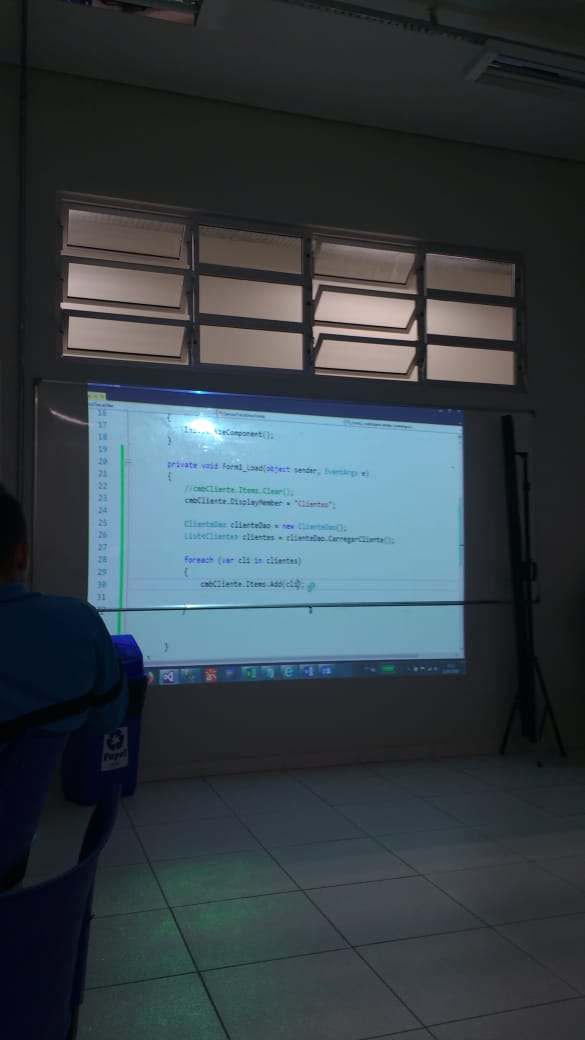 16 {
17 InitializeComponent();
18 }
19
20 private void Form1_Load(object sender, EventArgs e)
21 {
22 //cmbCliente.Items.Clear();
23 cmbCliente.DisplayMember = "Clientes";
24
25 ClienteDao clienteDao = new ClienteDao();
26 List<Cliente> clientes = clienteDao.CarregarCliente();
27
28 foreach (var cli in clientes)
29 {
30 cmbCliente.Items.Add(cli);
31
}
}
Papel